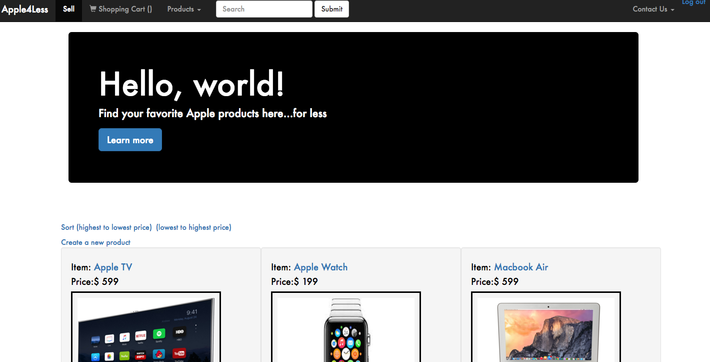 Apple4Less Sell Shopping Cart () Products Search Submit Contact Us Log out
Hello, world!
Find your favorite Apple products here...for less
Learn more
Sort (highest to lowest price) (lowest to highest price)
Create a new product
Item: Apple TV
Price:$ 599
Item: Apple Watch
Price:$ 199
Item: Macbook Air
Price:$ 599